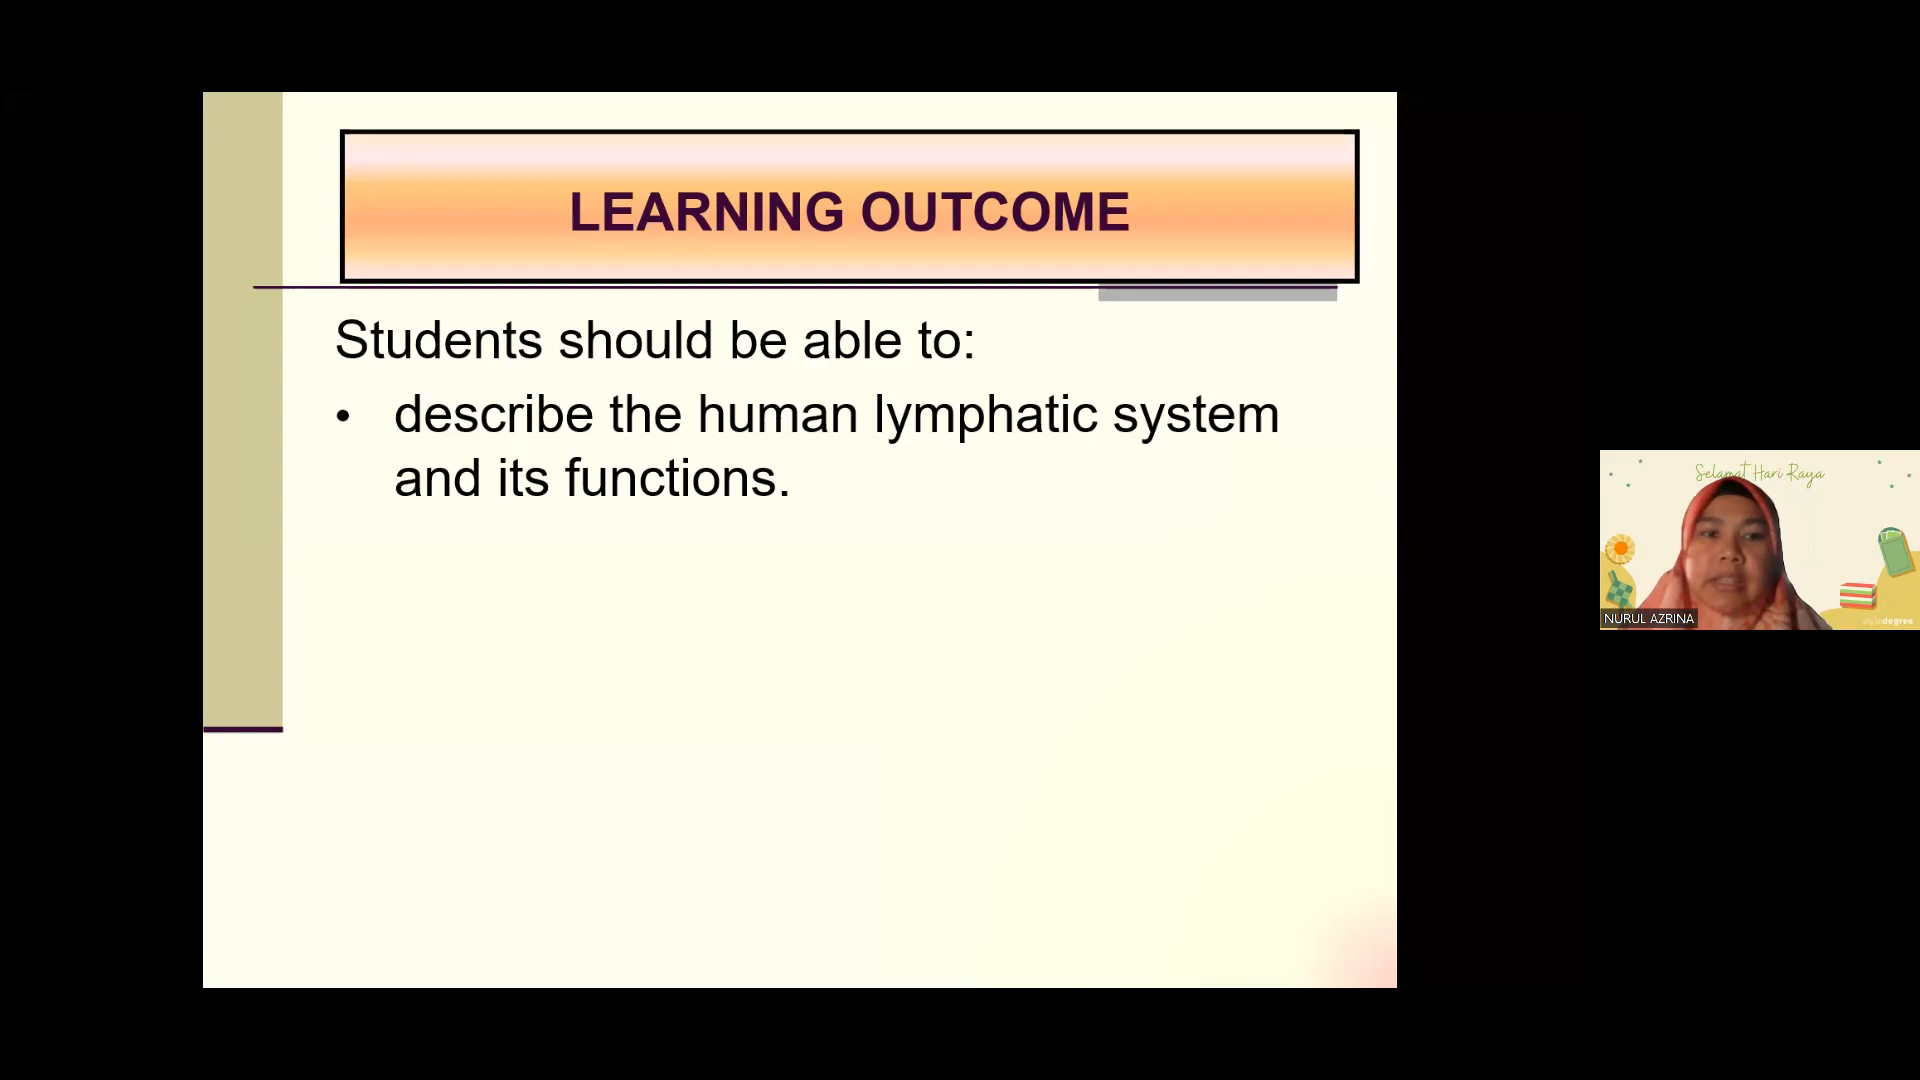 LEARNING OUTCOME
Students should be able to:
• describe the human lymphatic system
and its functions.
Selamat Hari Raya
NURUL AZRINA
styledegree